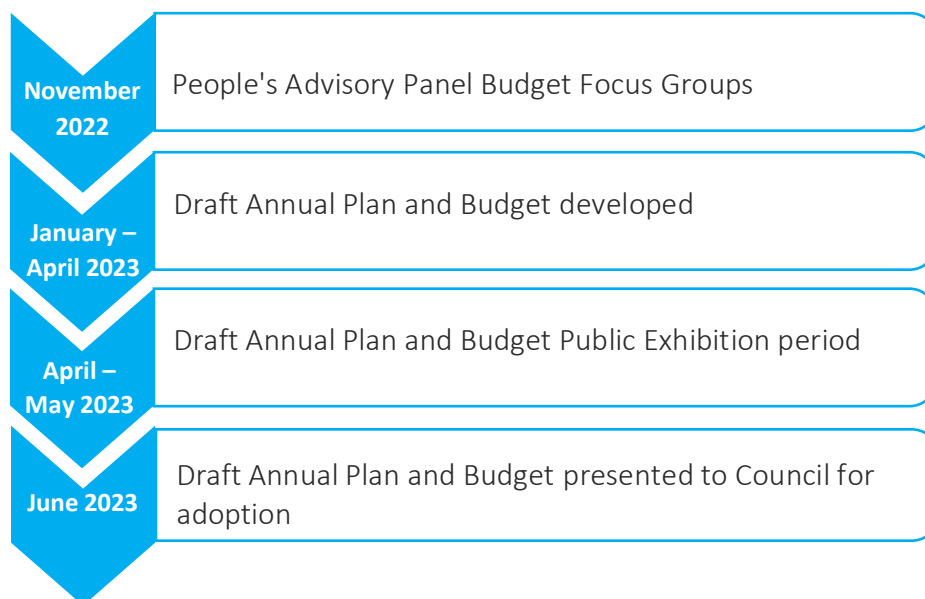 November
2022
People's Advisory Panel Budget Focus Groups
January –
April 2023
Draft Annual Plan and Budget developed
April –
May 2023
Draft Annual Plan and Budget Public Exhibition period
June 2023
Draft Annual Plan and Budget presented to Council for
adoption